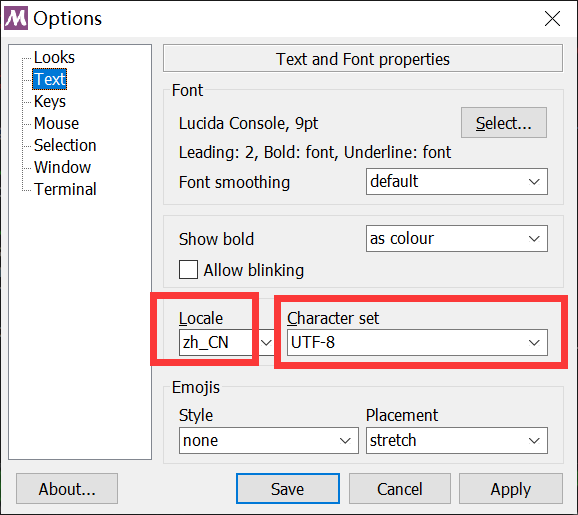 M Options
Looks
Text
Keys
Mouse
Selection
Window
Terminal
Text and Font properties
Font
Lucida Console, 9pt Select...
Leading: 2, Bold: font, Underline: font
Font smoothing default
Show bold as colour
Allow blinking
Locale Character set
zh_CN UTF-8
Emojis
Style Placement
none stretch
About... Save Cancel Apply